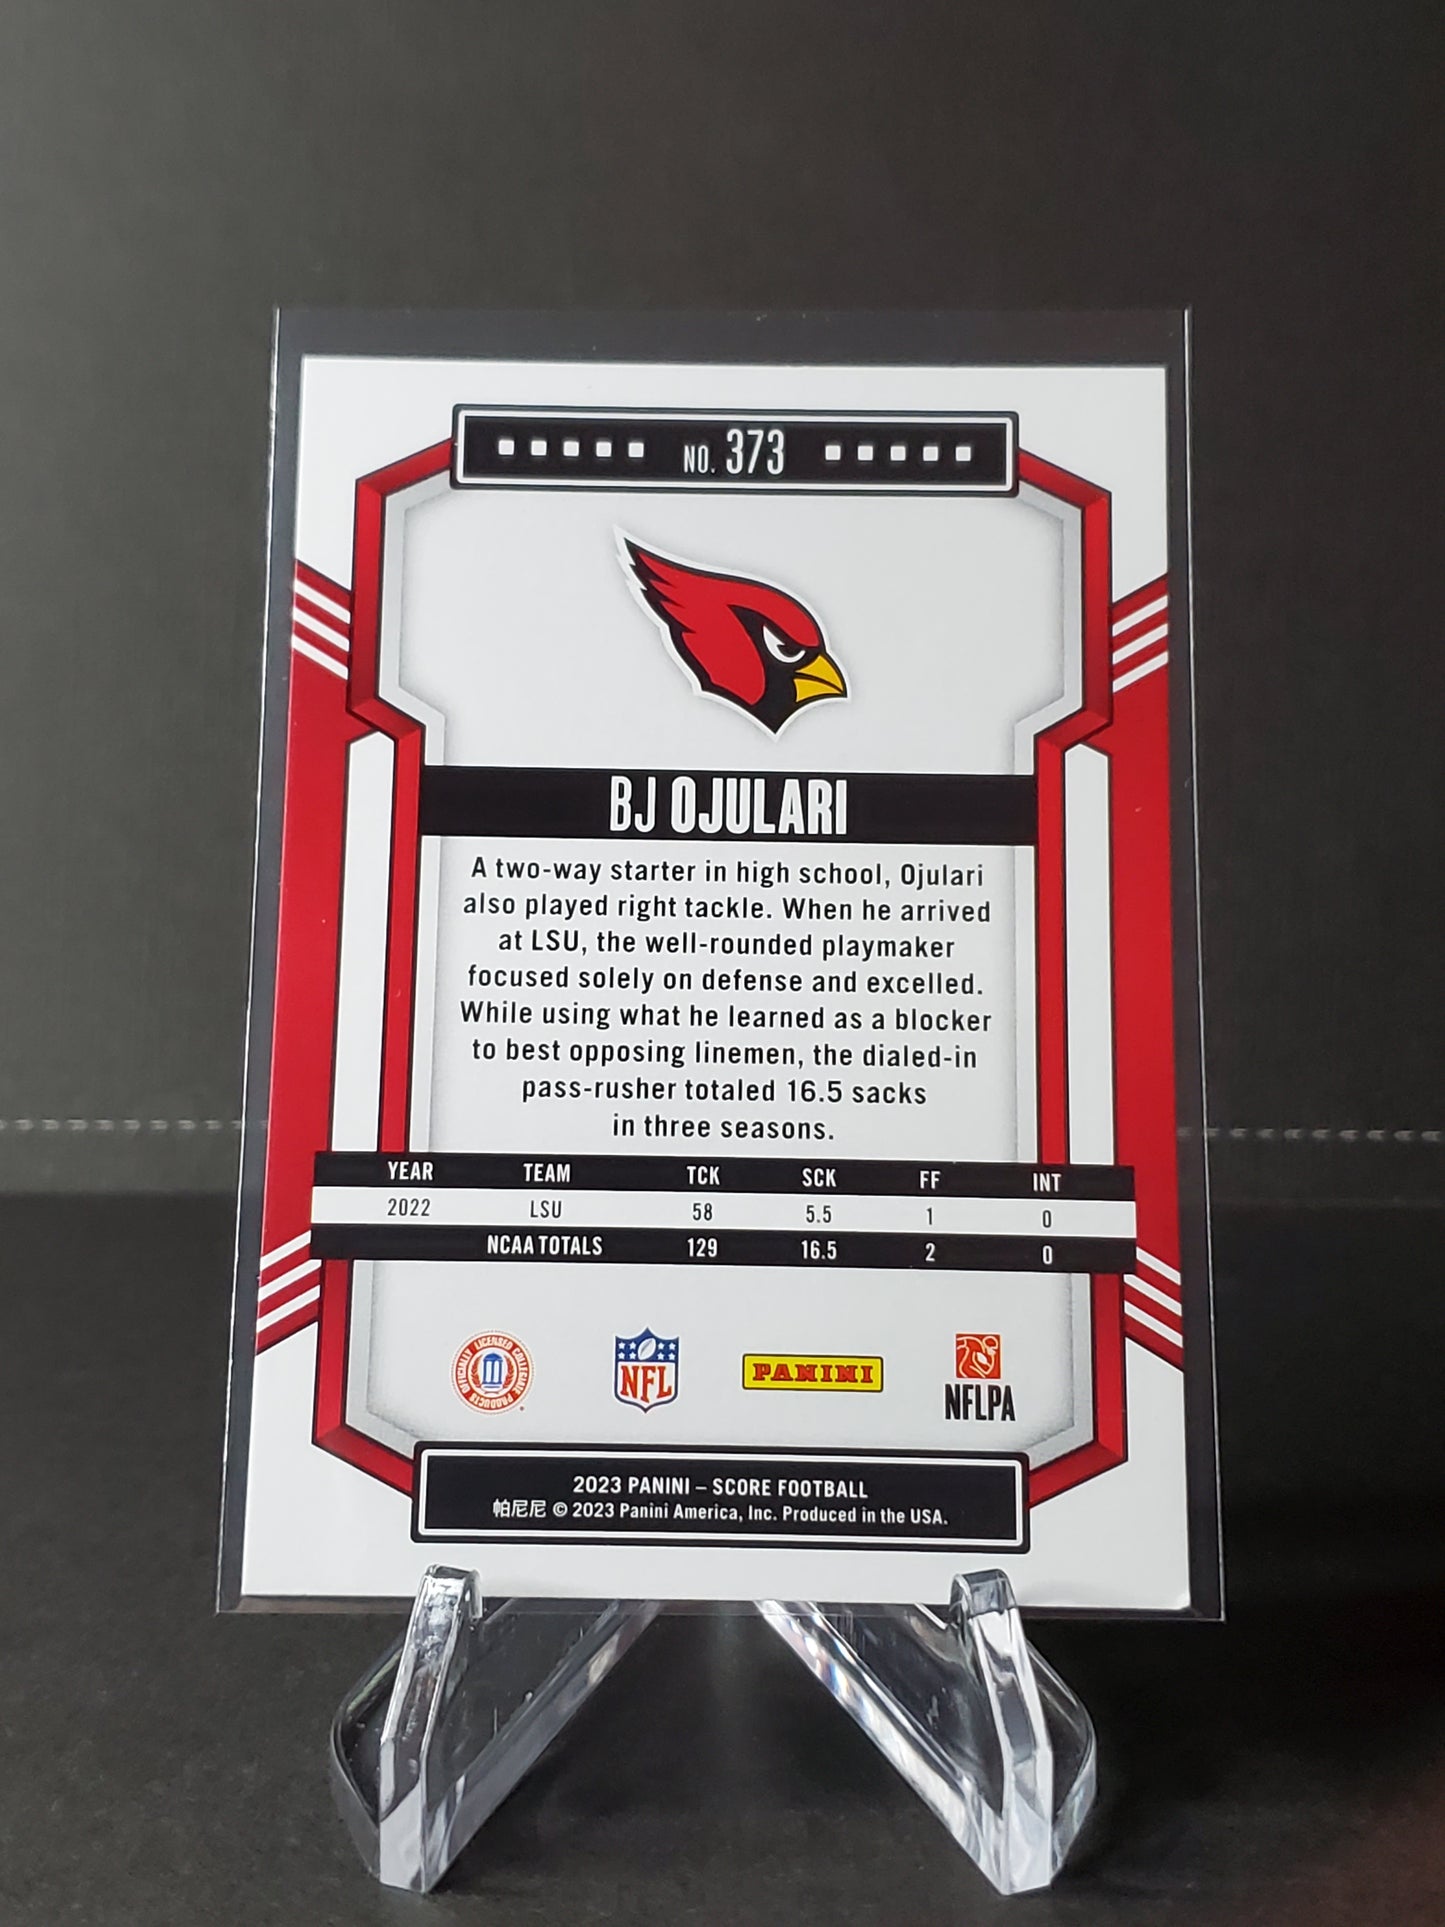 NO. 373
BJ OJULARI
A two-way starter in high school, Ojulari
also played right tackle. When he arrived
at LSU, the well-rounded playmaker
focused solely on defense and excelled.
While using what he learned as a blocker
to best opposing linemen, the dialed-in
pass-rusher totaled 16.5 sacks
in three seasons.
YEAR TEAM TCK SCK FF INT
2022 LSU 58 5.5 1 0
NCAA TOTALS 129 16.5 2 0
OFFICIALLY LICENSED COLLEGIATE PRODUCTS
NFL
PANINI
NFLPA
2023 PANINI – SCORE FOOTBALL
帕尼尼 © 2023 Panini America, Inc. Produced in the USA.